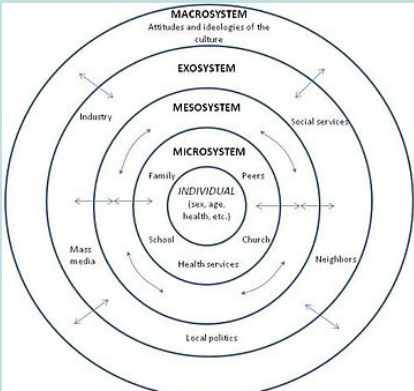 MACROSYSTEM
Attitudes and ideologies of the
culture
EXOSYSTEM
MESOSYSTEM
Industry
Social services
MICROSYSTEM
Family
Peers
INDIVIDUAL
(sex, age,
health, etc.)
School
Church
Mass
media
Health services
Neighbors
Local politics